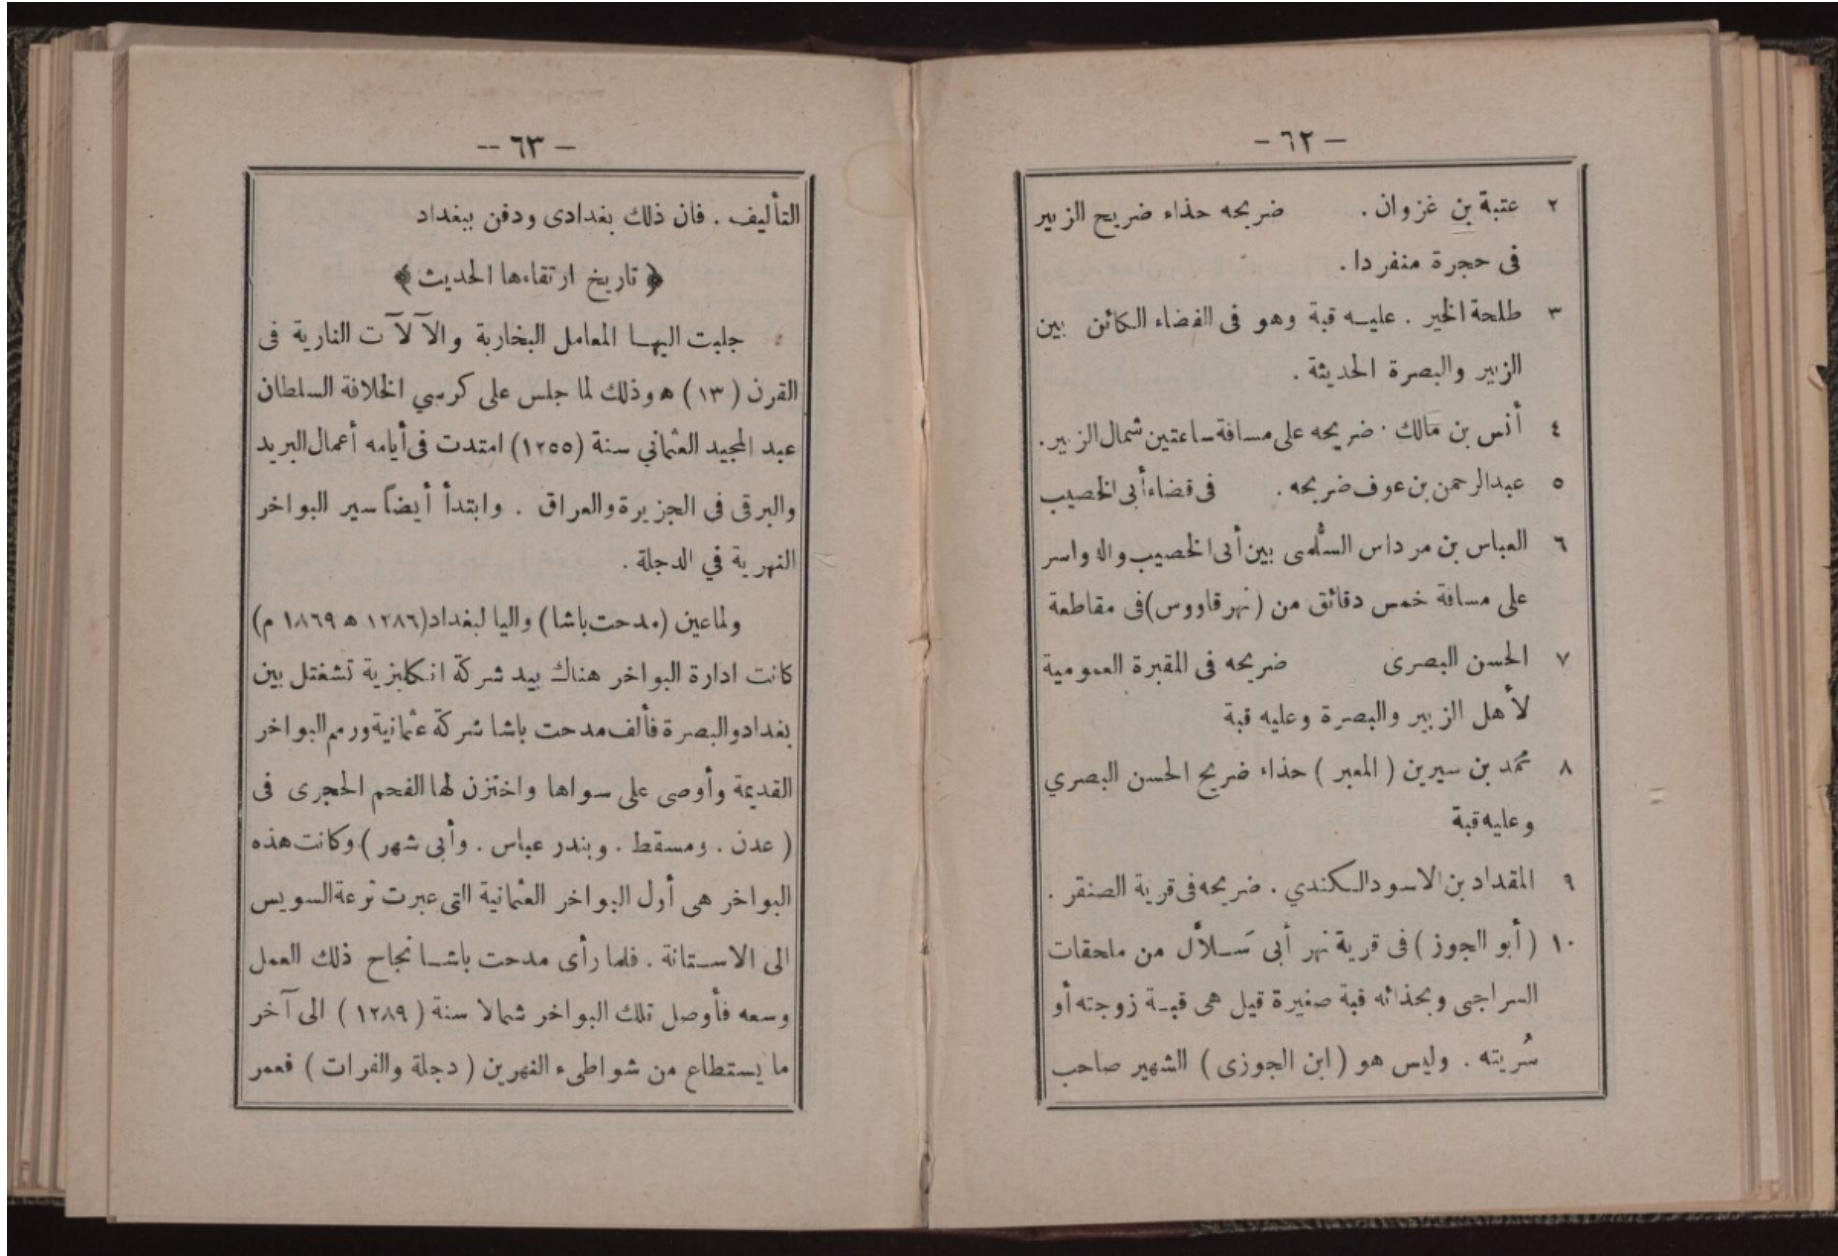 — ٦٢ —
٢ عتبة بن غزوان . ضريحه حذاء ضريح الزبير
فى حجرة منفردا .
٣ طلحة الخير . عليه قبة وهو فى الفضاء الكائن بين
الزبير والبصرة الحديثة .
٤ أنس بن مالك . ضريحه على مسافة ساعتين شمال الزبير .
٥ عبدالرحمن بن عوف ضريحه . فى قضاء أبى الخصيب
٦ العباس بن مرداس السُّلمى بين أبى الخصيب
على مسافة خمس دقائق من (نهر قاووس) فى مقاطعة
٧ الحسن البصرى ضريحه فى المقبرة العمومية
لأهل الزبير والبصرة وعليه قبة
٨ محمد بن سيرين ( المعبر ) حذاء ضريح الحسن البصري
وعليه قبة
٩ المقداد بن الاسود الكندي . ضريحه فى قرية الصنقر .
١٠ ( أبو الجوز ) فى قرية نهر أبى سَلاَّل من ملحقات
السراجى وبحذائه قبة صغيرة قيل هى قبة زوجته أو
سُريته . وليس هو ( ابن الجوزى ) الشهير صاحب
— ٦٣ —
التأليف . فان ذلك بغدادى ودفن ببغداد
﴿ تاريخ ارتقاءها الحديث ﴾
جلبت اليها المعامل البخارية والآلآت النارية فى
القرن ( ١٣ ) ه وذلك لما جلس على كرسي الخلافة السلطان
عبد المجيد العثماني سنة (١٢٥٥) امتدت فى أيامه أعمال البريد
والبرقى فى الجزيرة والعراق . وابتدأ أيضاً سير البواخر
النهرية في الدجلة .
ولما عين (مدحت باشا) واليا لبغداد (١٢٨٦ ه ١٨٦٩ م)
كانت ادارة البواخر هناك بيد شركة انكليزية تشغتل بين
بغداد والبصرة فألف مدحت باشا شركة عثمانية ورمم البواخر
القديمة وأوصى على سواها واختزن لها الفحم الحجرى فى
( عدن . ومسقط . وبندر عباس . وأبى شهر ) وكانت هذه
البواخر هى أول البواخر العثمانية التى عبرت ترعة السويس
الى الاستانة . فلما رأى مدحت باشا نجاح ذلك العمل
وسعه فأوصل تلك البواخر شمالا سنة ( ١٢٨٩ ) الى آخر
ما يستطاع من شواطىء النهرين ( دجلة والفرات ) فعمر